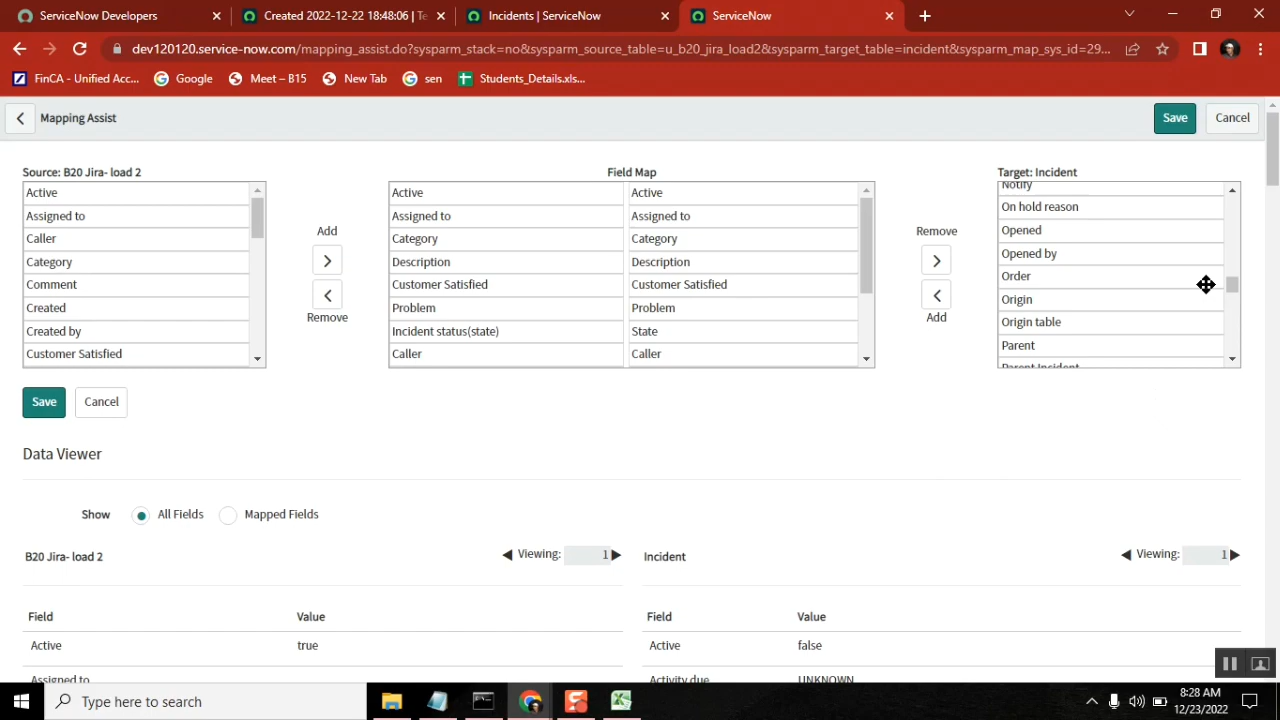 ServiceNow Developers
Created 2022-12-22 18:48:06 | Te
Incidents | ServiceNow
ServiceNow
dev120120.service-now.com/mapping_assist.do?sysparm_stack=no&sysparm_source_table=u_b20_jira_load2&sysparm_target_table=incident&sysparm_map_sys_id=29...
FinCA - Unified Acc...
Google
Meet – B15
New Tab
sen
Students_Details.xls...
Mapping Assist
Save
Cancel
Source: B20 Jira- load 2
Active
Assigned to
Caller
Category
Comment
Created
Created by
Customer Satisfied
Add
Remove
Field Map
Active Active
Assigned to Assigned to
Category Category
Description Description
Customer Satisfied Customer Satisfied
Problem Problem
Incident status(state) State
Caller Caller
Remove
Add
Target: Incident
Notify
On hold reason
Opened
Opened by
Order
Origin
Origin table
Parent
Parent Incident
Save
Cancel
Data Viewer
Show All Fields Mapped Fields
B20 Jira- load 2 Viewing: 1
Incident Viewing: 1
Field Value
Active true
Assigned to
Field Value
Active false
Activity due UNKNOWN
Type here to search
8:28 AM
12/23/2022